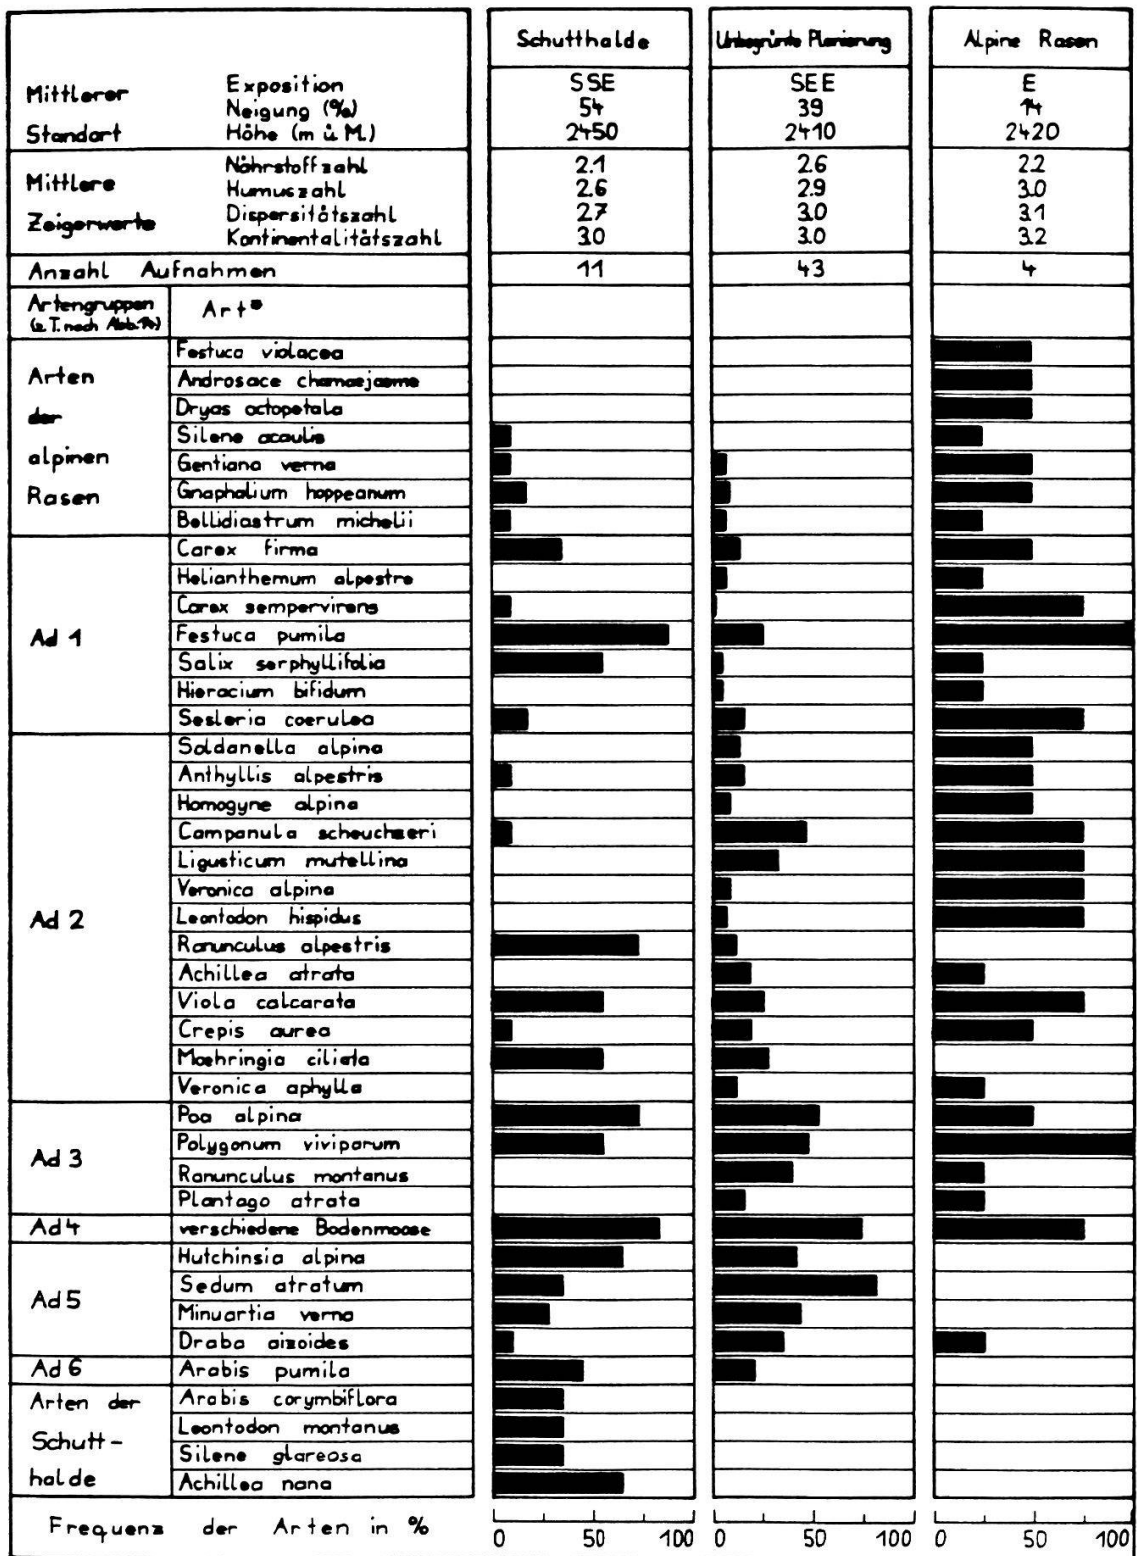 Schutthalde Unbegrünte Planierung Alpine Rasen
Mittlerer Exposition SSE SEE E
Neigung (%) 54 39 14
Standort Höhe (m ü M.) 2450 2410 2420
Nährstoffzahl 2.1 2.6 2.2
Mittlere Humuszahl 2.6 2.9 3.0
Zeigerwerte Dispersitätszahl 2.7 3.0 3.1
Kontinentalitätszahl 3.0 3.0 3.2
Anzahl Aufnahmen 11 43 4
Artengruppen Art*
(z.T. nach Abb.14)
Arten der alpinen Rasen
Festuca violacea
Androsace chamaejasme
Dryas octopetala
Silene acaulis
Gentiana verna
Gnaphalium hoppeanum
Bellidiastrum michelii
Ad 1
Carex firma
Helianthemum alpestre
Carex sempervirens
Festuca pumila
Salix serphyllifolia
Hieracium bifidum
Sesleria coerulea
Ad 2
Soldanella alpina
Anthyllis alpestris
Homogyne alpina
Campanula scheuchzeri
Ligusticum mutellina
Veronica alpina
Leontodon hispidus
Ranunculus alpestris
Achillea atrata
Viola calcarata
Crepis aurea
Moehringia ciliata
Veronica aphylla
Ad 3
Poa alpina
Polygonum viviparum
Ranunculus montanus
Plantago atrata
Ad 4 verschiedene Bodenmoose
Ad 5
Hutchinsia alpina
Sedum atratum
Minuartia verna
Draba aizoides
Ad 6 Arabis pumila
Arten der Schutt-halde
Arabis corymbiflora
Leontodon montanus
Silene glareosa
Achillea nana
Frequenz der Arten in % 0 50 100 0 50 100 0 50 100